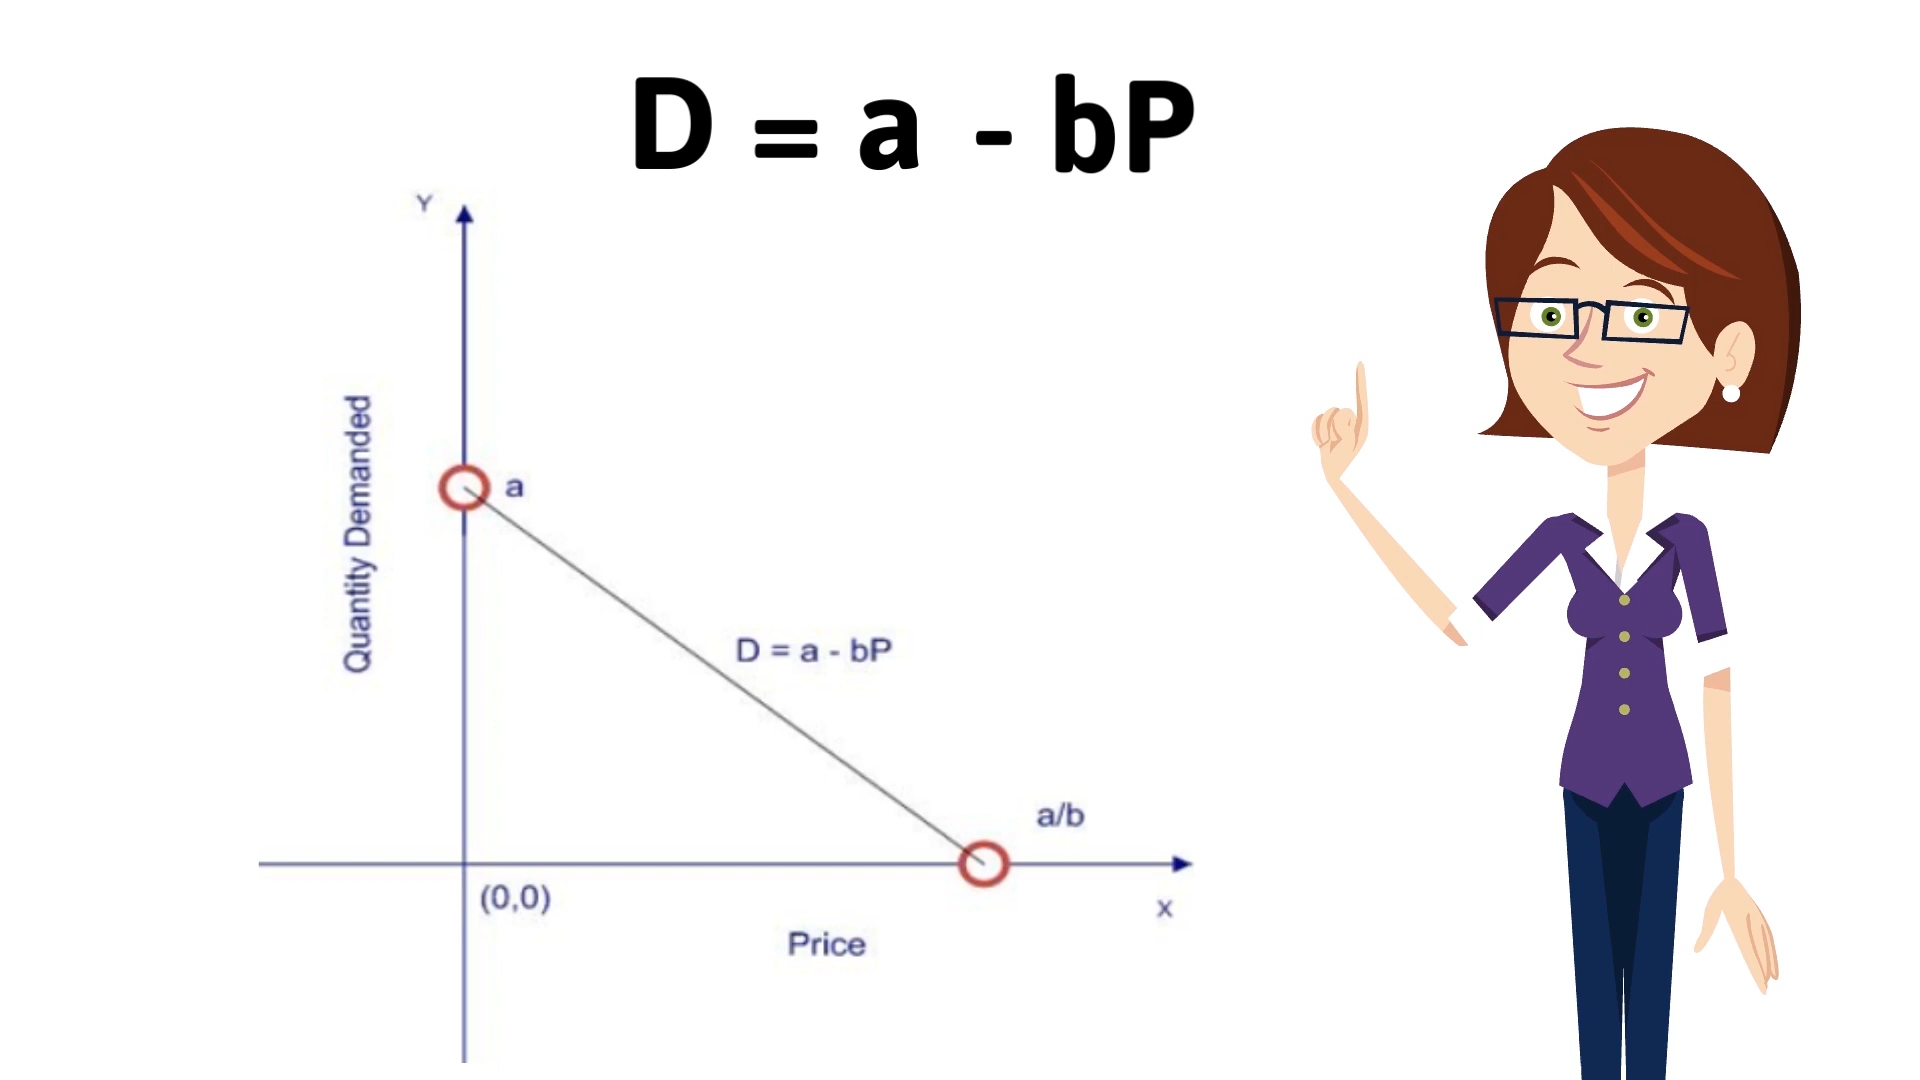 D = a - bP
Y
Quantity Demanded
a
D = a - bP
a/b
(0,0)
x
Price